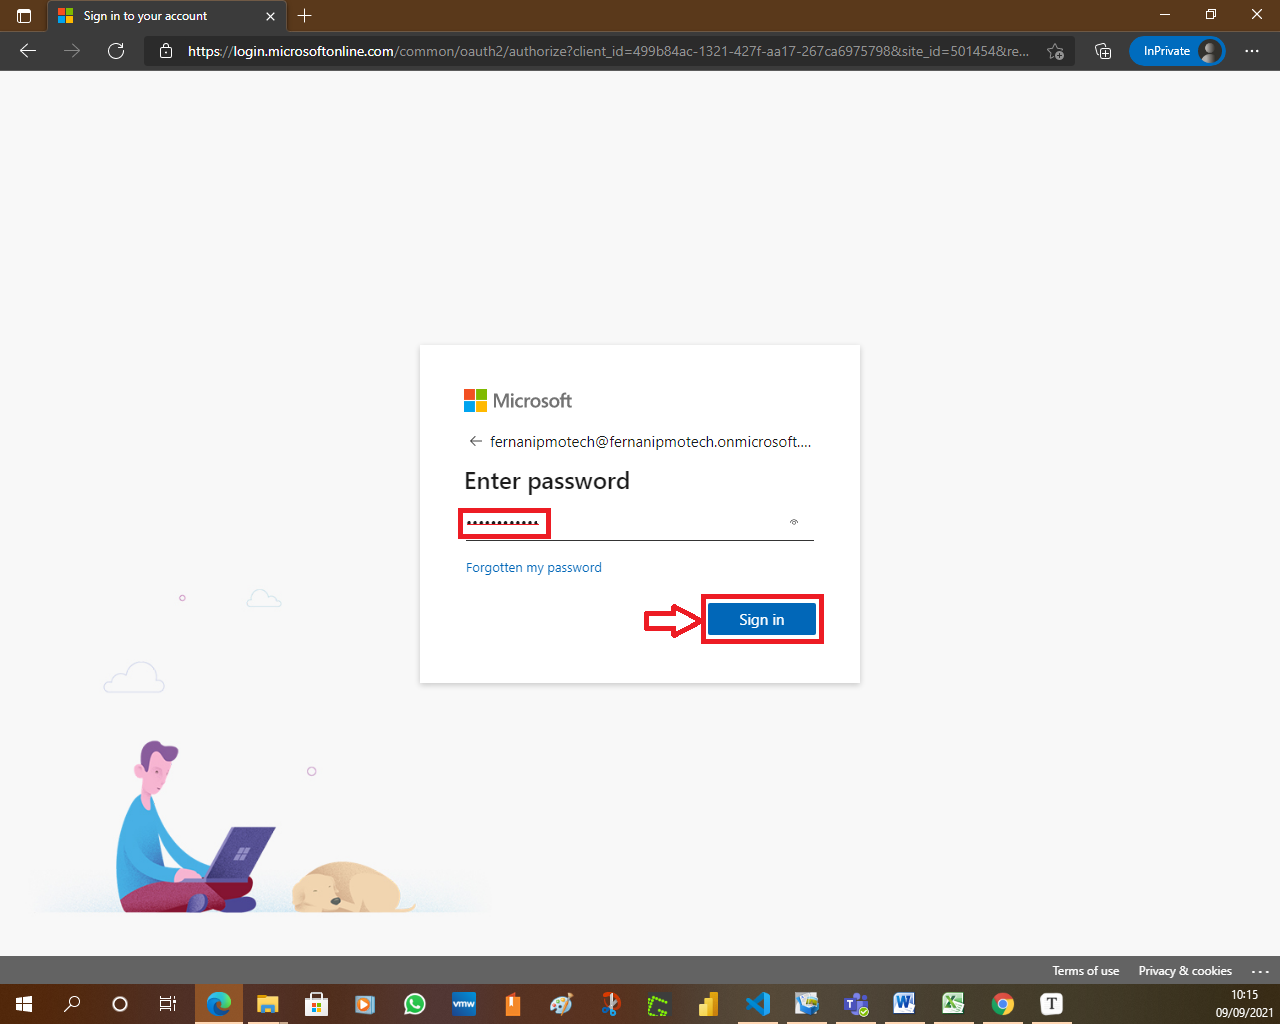 Sign in to your account
https://login.microsoftonline.com/common/oauth2/authorize?client_id=499b84ac-1321-427f-aa17-267ca6975798&site_id=501454&re...
InPrivate
Microsoft
fernanipmotech@fernanipmotech.onmicrosoft....
Enter password
Forgotten my password
Sign in
Terms of use
Privacy & cookies
vmw
T
10:15
09/09/2021